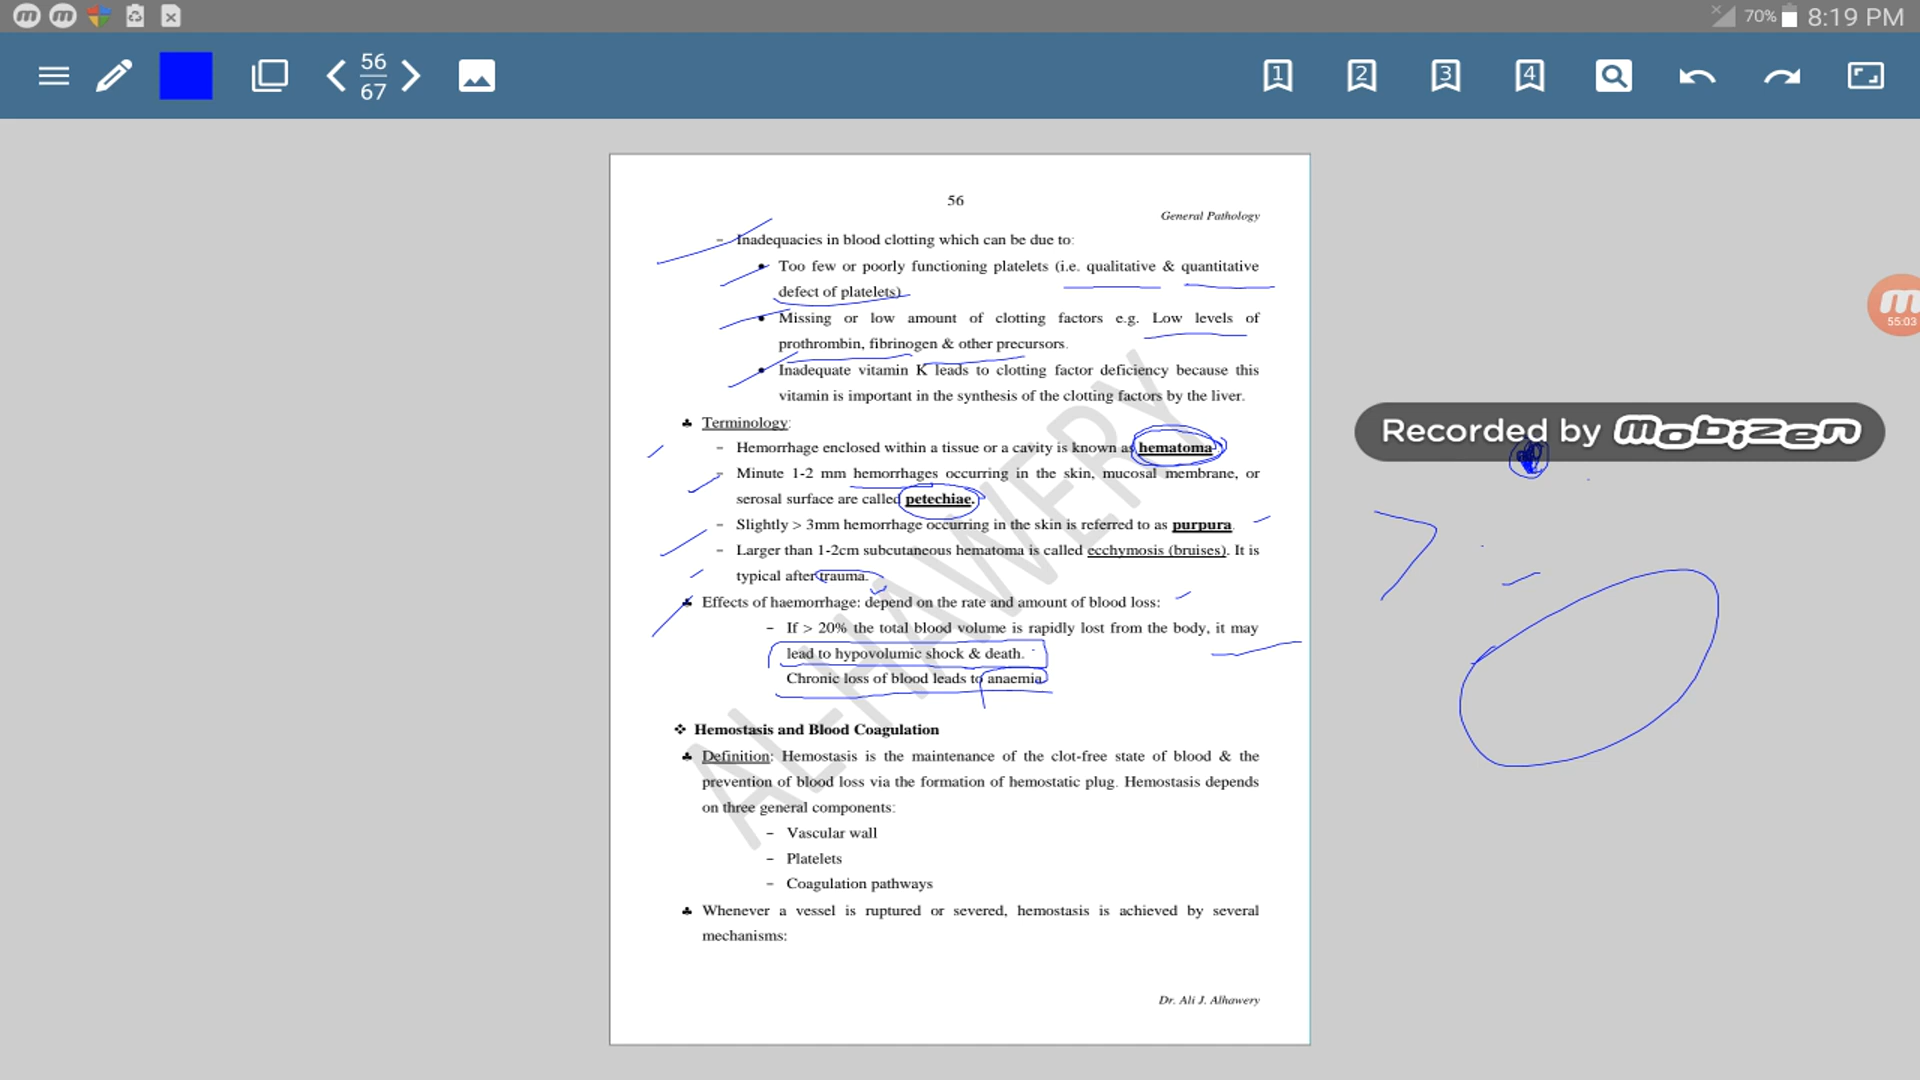 70% 8:19 PM
56
67
1 2 3 4
56
General Pathology
- Inadequacies in blood clotting which can be due to:
• Too few or poorly functioning platelets (i.e. qualitative & quantitative
defect of platelets)
• Missing or low amount of clotting factors e.g. Low levels of
prothrombin, fibrinogen & other precursors.
• Inadequate vitamin K leads to clotting factor deficiency because this
vitamin is important in the synthesis of the clotting factors by the liver.
♣ Terminology:
- Hemorrhage enclosed within a tissue or a cavity is known as hematoma.
- Minute 1-2 mm hemorrhages occurring in the skin, mucosal membrane, or
serosal surface are called petechiae.
- Slightly > 3mm hemorrhage occurring in the skin is referred to as purpura.
- Larger than 1-2cm subcutaneous hematoma is called ecchymosis (bruises). It is
typical after trauma.
♣ Effects of haemorrhage: depend on the rate and amount of blood loss:
- If > 20% the total blood volume is rapidly lost from the body, it may
lead to hypovolumic shock & death.
Chronic loss of blood leads to anaemia.
❖ Hemostasis and Blood Coagulation
♣ Definition: Hemostasis is the maintenance of the clot-free state of blood & the
prevention of blood loss via the formation of hemostatic plug. Hemostasis depends
on three general components:
- Vascular wall
- Platelets
- Coagulation pathways
♣ Whenever a vessel is ruptured or severed, hemostasis is achieved by several
mechanisms:
Dr. Ali J. Alhawery
AL-HAWERY
55:03
Recorded by mobizen